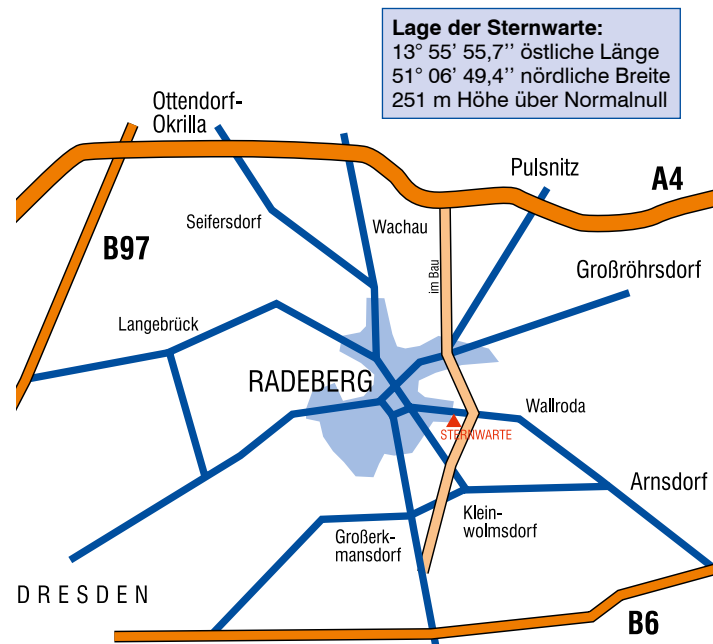 Lage der Sternwarte:
13° 55’ 55,7’’ östliche Länge
51° 06’ 49,4’’ nördliche Breite
251 m Höhe über Normalnull
Ottendorf-
Okrilla
Pulsnitz
A4
Seifersdorf
Wachau
B97
im Bau
Großröhrsdorf
Langebrück
RADEBERG
Wallroda
STERNWARTE
Arnsdorf
Klein-
wolmsdorf
Großerk-
mansdorf
DRESDEN
B6